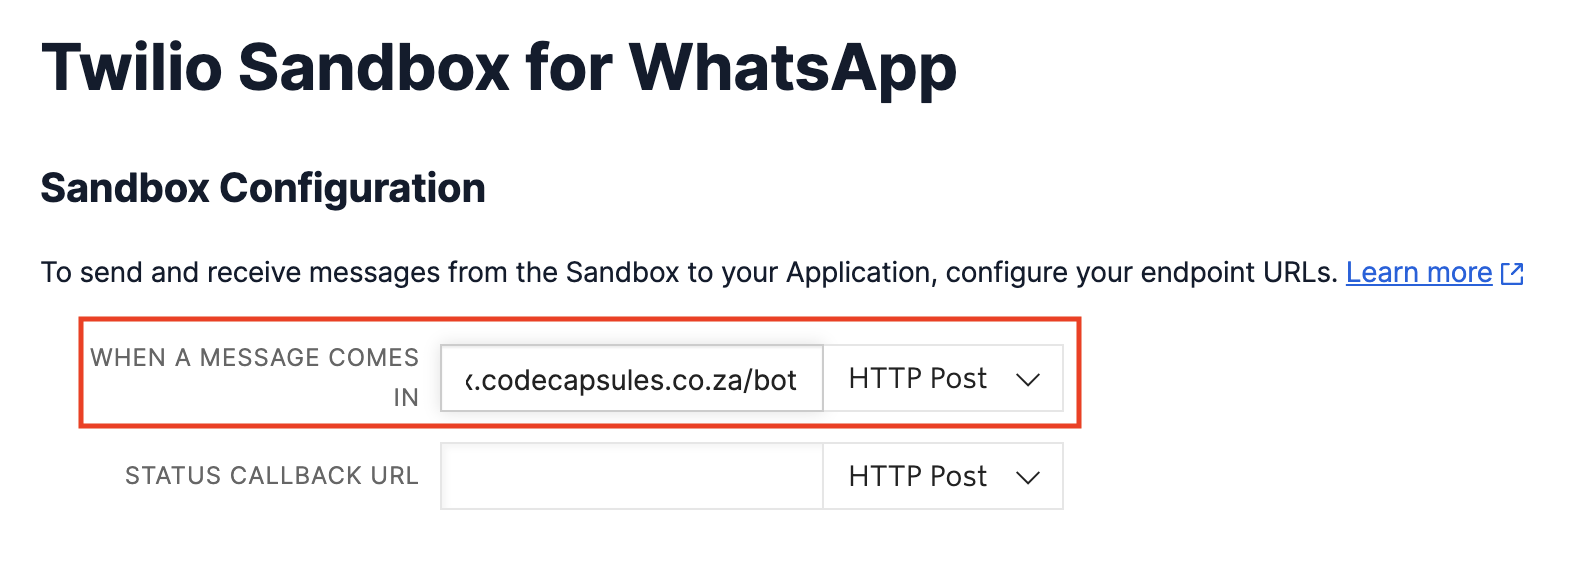 Twilio Sandbox for WhatsApp
Sandbox Configuration
To send and receive messages from the Sandbox to your Application, configure your endpoint URLs. Learn more
WHEN A MESSAGE COMES
IN
.codecapsules.co.za/bot
HTTP Post
STATUS CALLBACK URL
HTTP Post